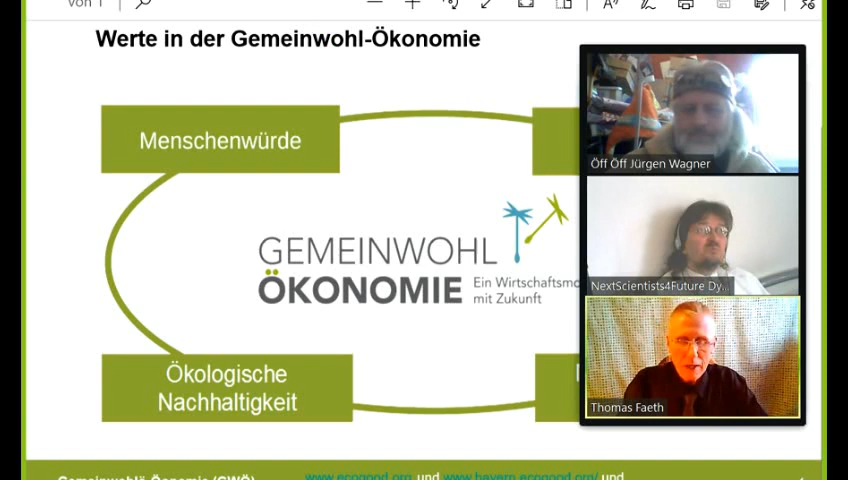 von 1
Werte in der Gemeinwohl-Ökonomie
Menschenwürde
GEMEINWOHL
ÖKONOMIE
Ein Wirtschaftsmo
mit Zukunft
Ökologische
Nachhaltigkeit
Öff Öff Jürgen Wagner
NextScientists4Future Dy...
Thomas Faeth
www.ecogood.org und www.bayern.ecogood.org/ und